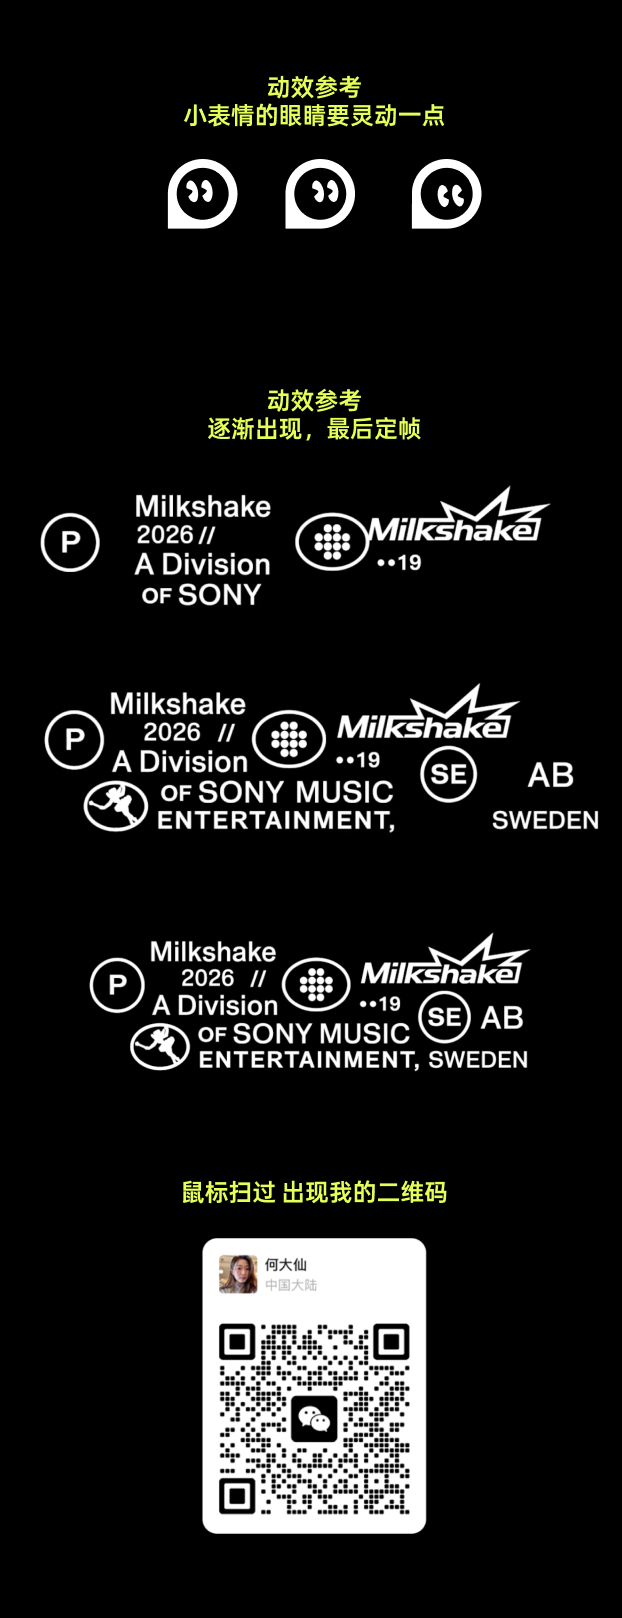 动效参考
小表情的眼睛要灵动一点
动效参考
逐渐出现，最后定帧
P
Milkshake
2026 //
A Division
OF SONY
Milkshake
••19
P
Milkshake
2026 //
A Division
OF SONY MUSIC
ENTERTAINMENT,
Milkshake
••19
SE
AB
SWEDEN
P
Milkshake
2026 //
A Division
OF SONY MUSIC
ENTERTAINMENT,
Milkshake
••19
SE
AB
SWEDEN
鼠标扫过 出现我的二维码
何大仙
中国大陆